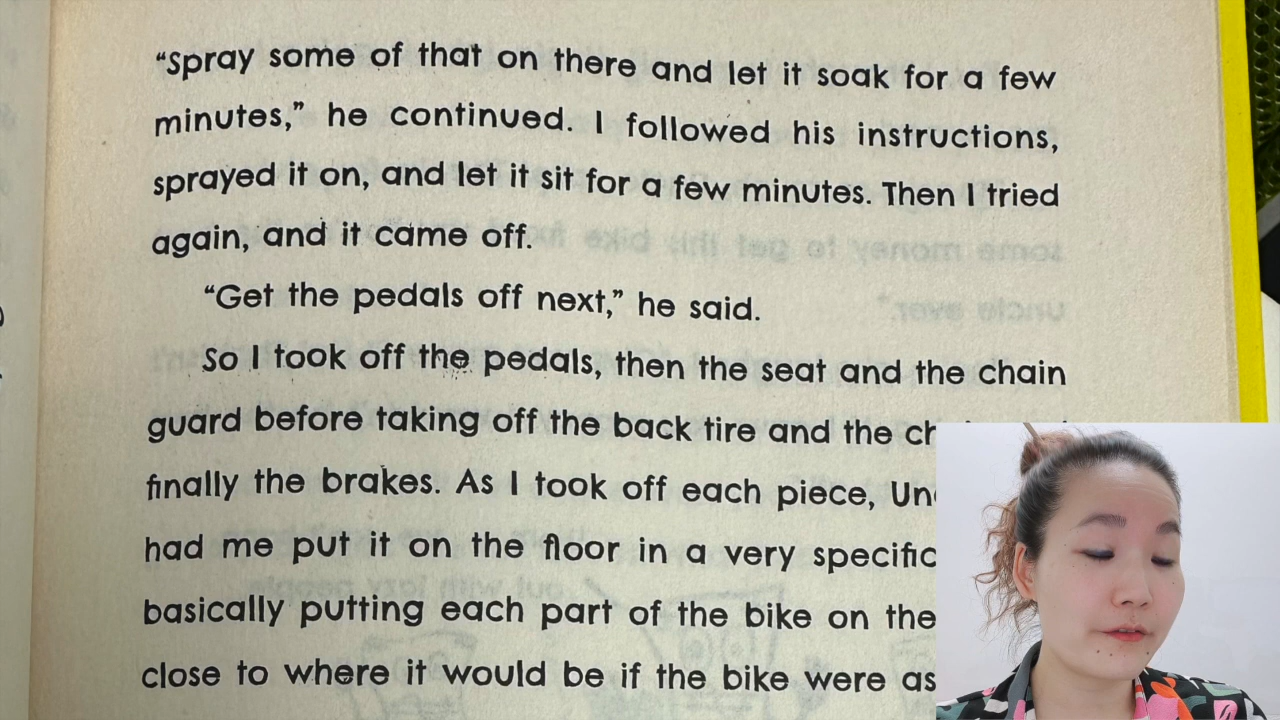 “Spray some of that on there and let it soak for a few
minutes,” he continued. I followed his instructions,
sprayed it on, and let it sit for a few minutes. Then I tried
again, and it came off.
“Get the pedals off next,” he said.
So I took off the pedals, then the seat and the chain
guard before taking off the back tire and the
finally the brakes. As I took off each piece,
had me put it on the floor in a very specific
basically putting each part of the bike on the
close to where it would be if the bike were